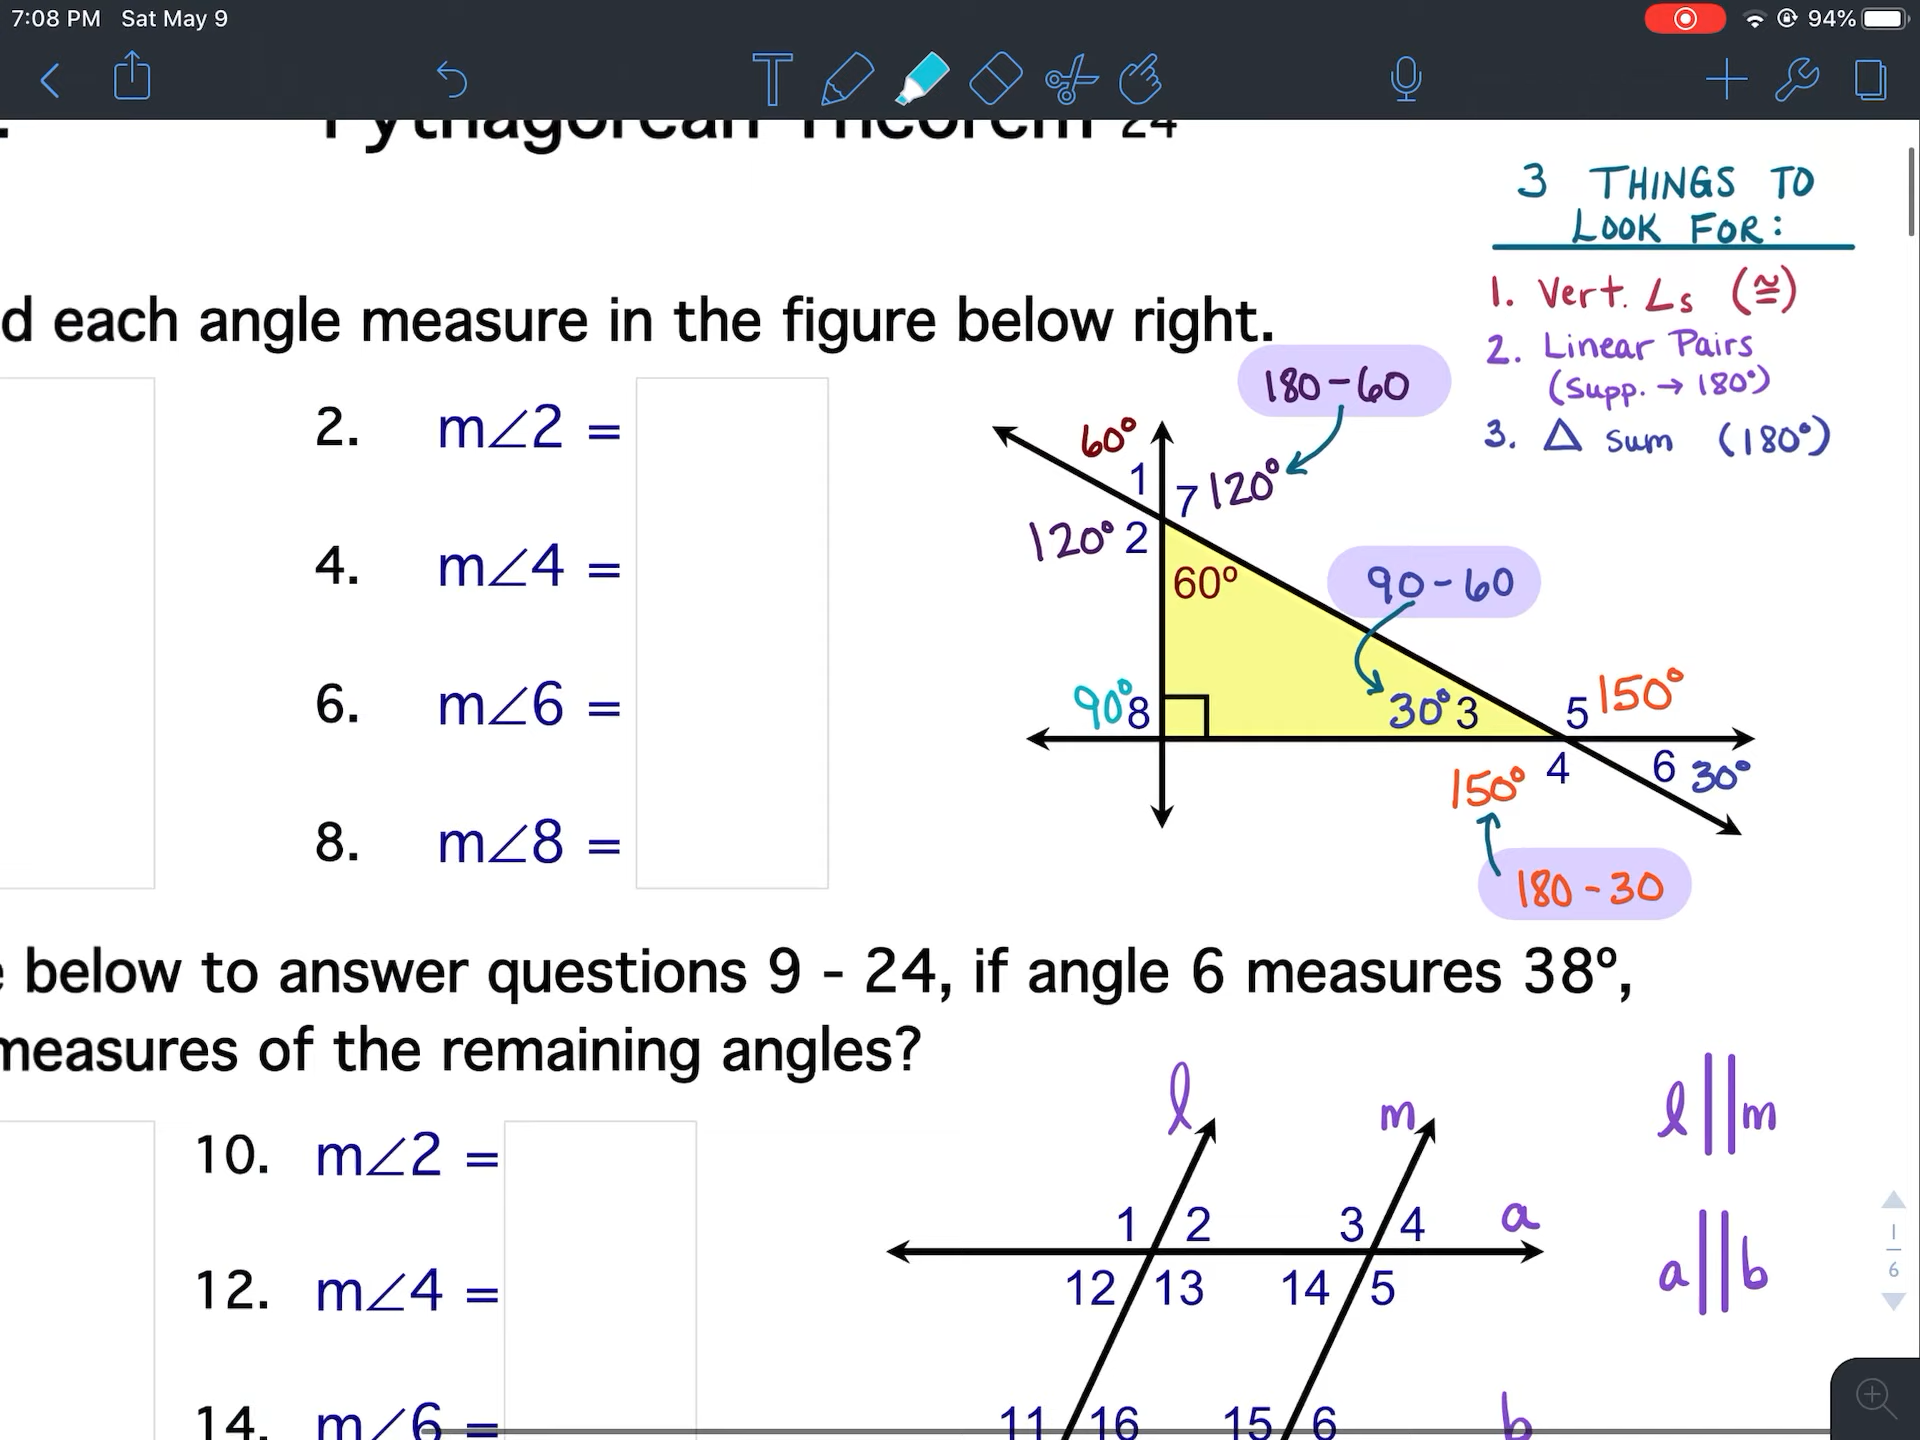 7:08 PM Sat May 9
94%
Pythagorean Theorem 24
3 THINGS TO
LOOK FOR:
1. Vert. ∠s (≅)
2. Linear Pairs
(Supp. → 180°)
3. △ Sum (180°)
d each angle measure in the figure below right.
2. m∠2 =
4. m∠4 =
6. m∠6 =
8. m∠8 =
180-60
60°
1
7 120°
120° 2
60º
90-60
90° 8
30° 3
5 150°
150° 4
6 30°
180-30
below to answer questions 9 - 24, if angle 6 measures 38º,
measures of the remaining angles?
10. m∠2 =
12. m∠4 =
14. m∠6 =
l
m
l||m
1 2 3 4 a
12 13 14 5
a||b
11 16 15 6 b
1
6